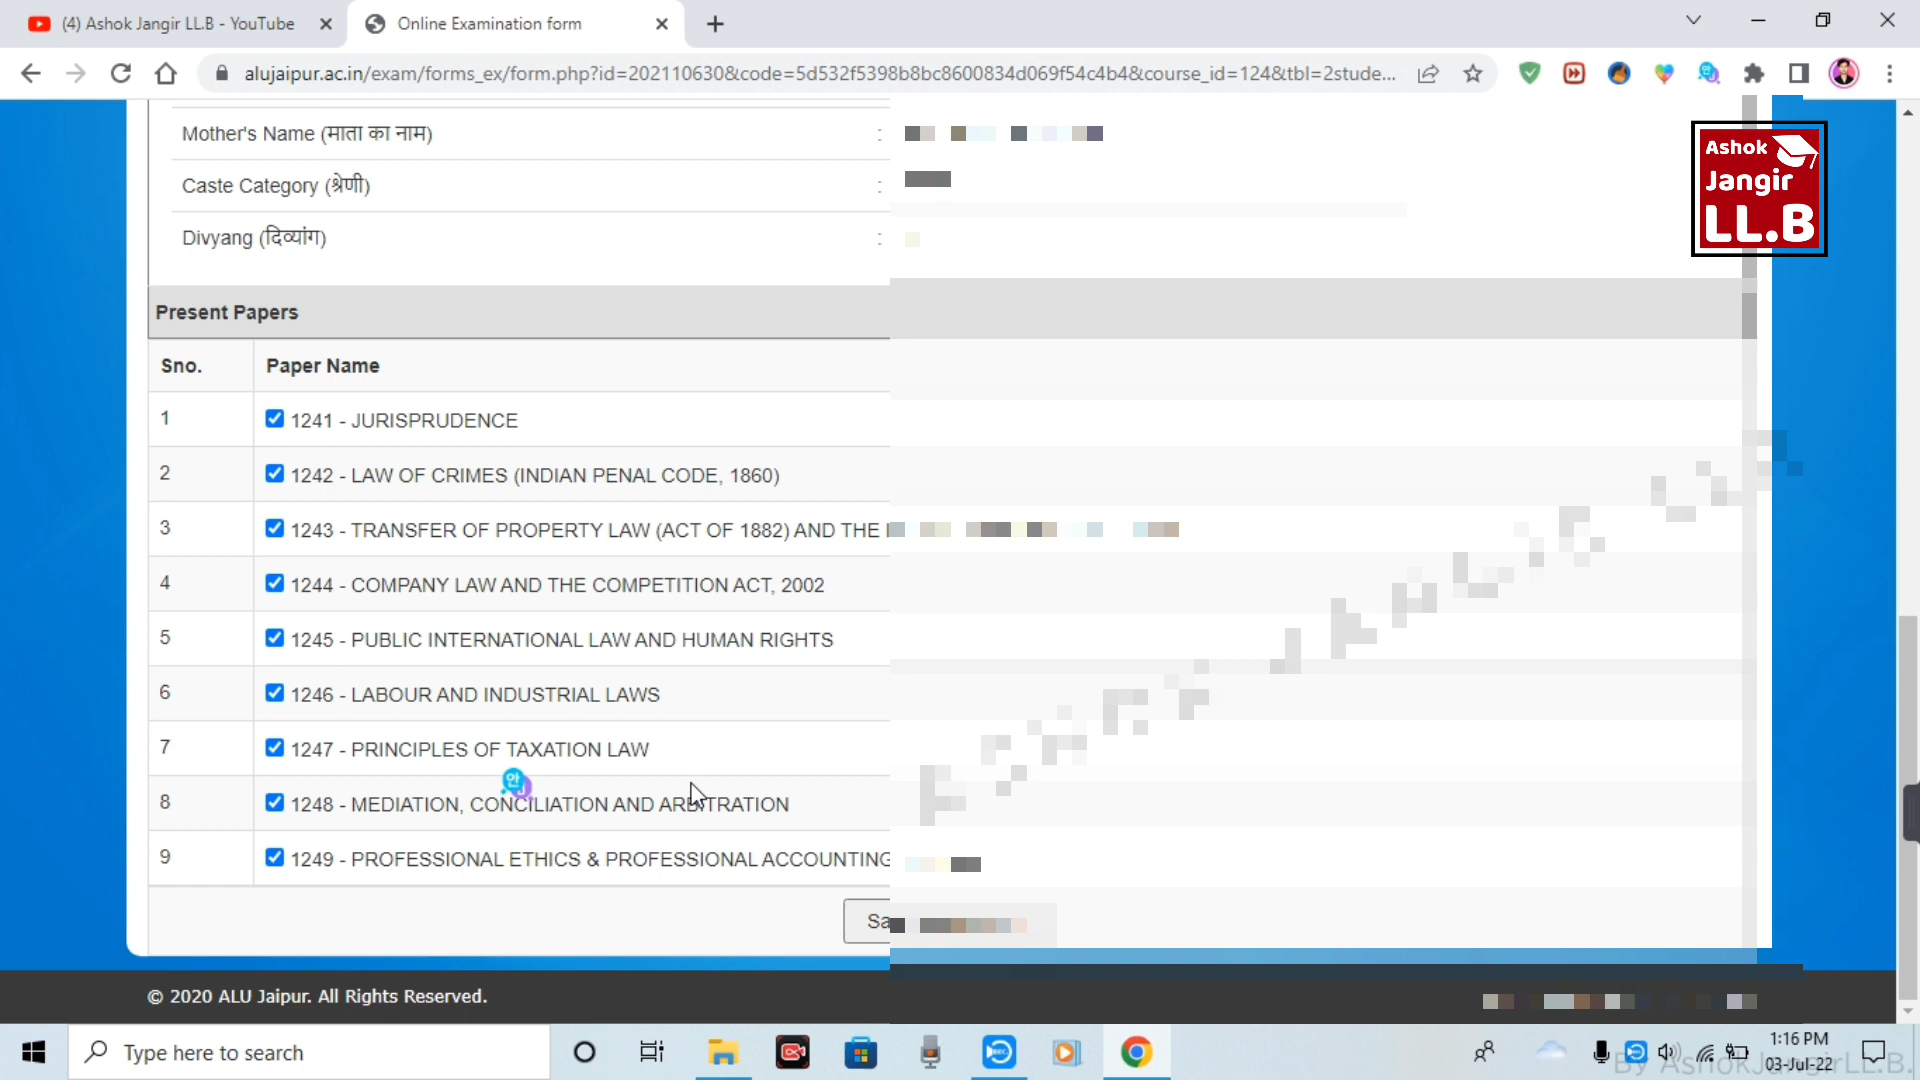 (4) Ashok Jangir LL.B - YouTube
Online Examination form
alujaipur.ac.in/exam/forms_ex/form.php?id=202110630&code=5d532f5398b8bc8600834d069f54c4b4&course_id=124&tbl=2stude...
Mother's Name (माता का नाम) :
Caste Category (श्रेणी) :
Divyang (दिव्यांग) :
Ashok
Jangir
LL.B
Present Papers
Sno. Paper Name
1 1241 - JURISPRUDENCE
2 1242 - LAW OF CRIMES (INDIAN PENAL CODE, 1860)
3 1243 - TRANSFER OF PROPERTY LAW (ACT OF 1882) AND THE
4 1244 - COMPANY LAW AND THE COMPETITION ACT, 2002
5 1245 - PUBLIC INTERNATIONAL LAW AND HUMAN RIGHTS
6 1246 - LABOUR AND INDUSTRIAL LAWS
7 1247 - PRINCIPLES OF TAXATION LAW
8 1248 - MEDIATION, CONCILIATION AND ARBITRATION
9 1249 - PROFESSIONAL ETHICS & PROFESSIONAL ACCOUNTING
Sa
© 2020 ALU Jaipur. All Rights Reserved.
Type here to search
1:16 PM
03-Jul-22
By AshokJangirLL.B.